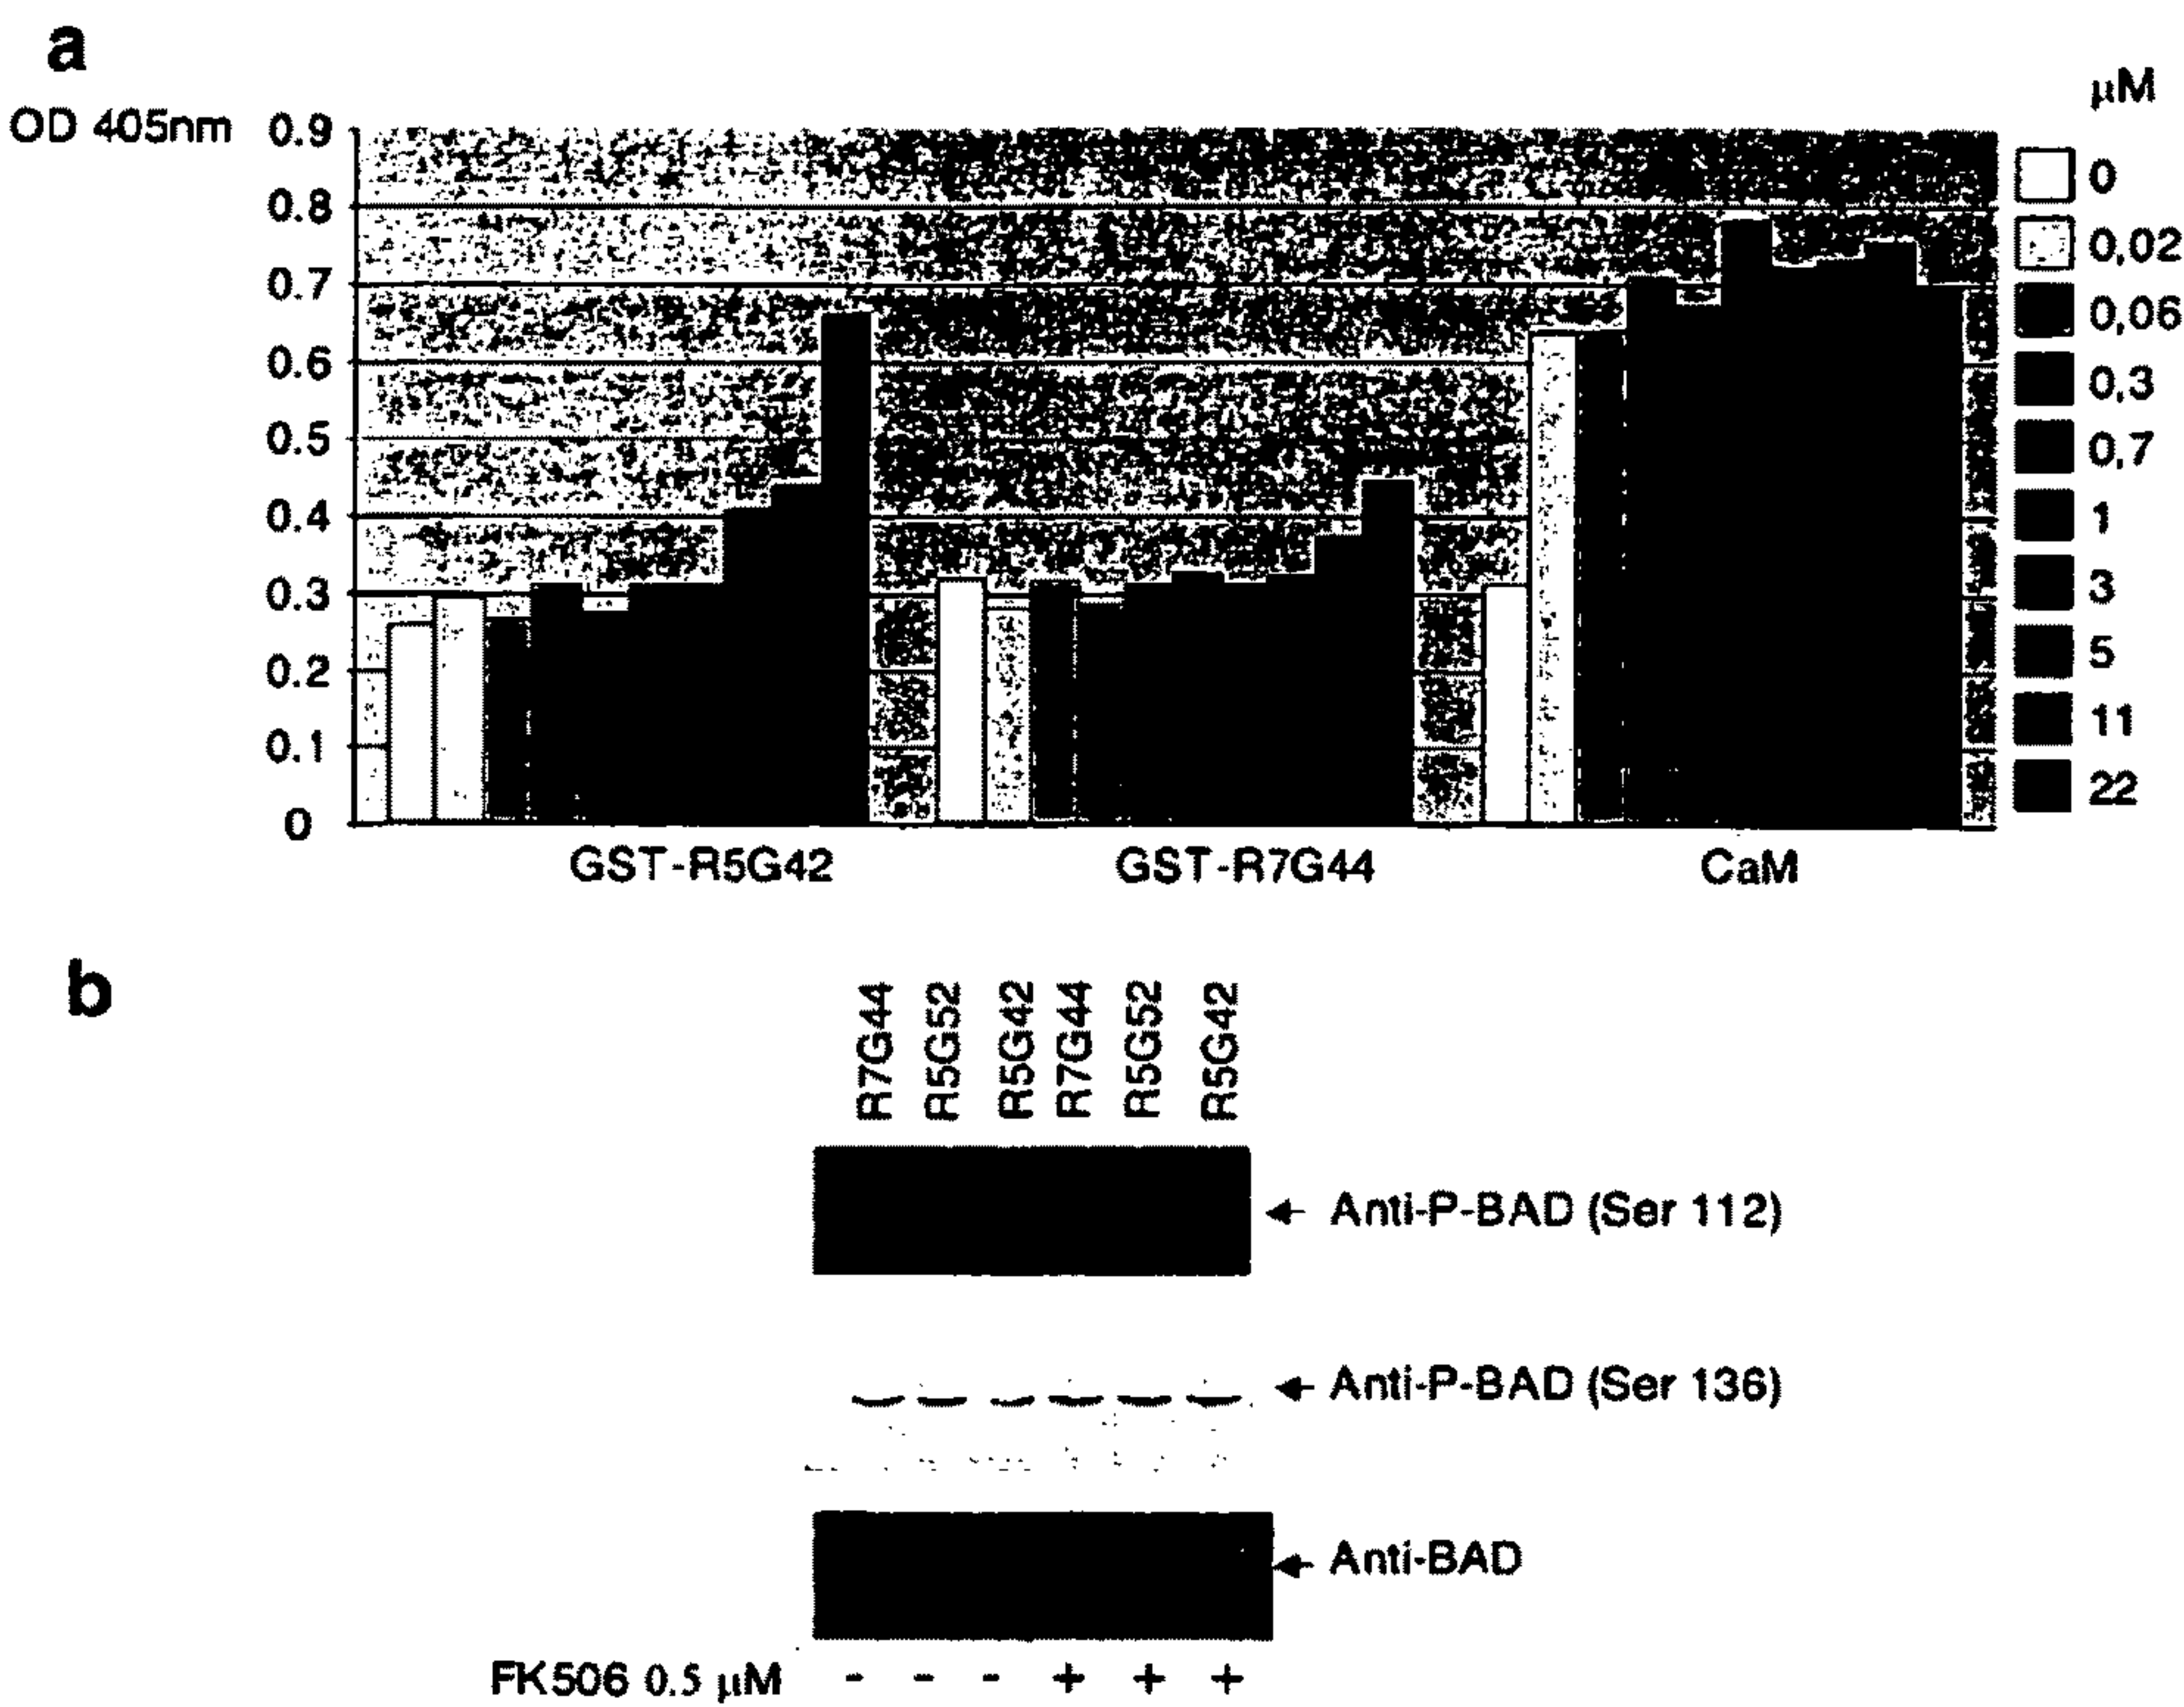 a
OD 405nm
0.9
0.8
0.7
0.6
0.5
0.4
0.3
0.2
0.1
0
µM
0
0,02
0,06
0,3
0,7
1
3
5
11
22
GST-R5G42 GST-R7G44 CaM
b
R7G44 R5G52 R5G42 R7G44 R5G52 R5G42
Anti-P-BAD (Ser 112)
Anti-P-BAD (Ser 136)
Anti-BAD
FK506 0.5 µM - - - + + +